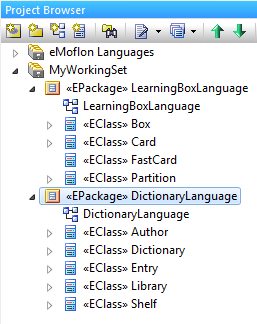 Project Browser
eMoflon Languages
MyWorkingSet
«EPackage» LearningBoxLanguage
LearningBoxLanguage
«EClass» Box
«EClass» Card
«EClass» FastCard
«EClass» Partition
«EPackage» DictionaryLanguage
DictionaryLanguage
«EClass» Author
«EClass» Dictionary
«EClass» Entry
«EClass» Library
«EClass» Shelf